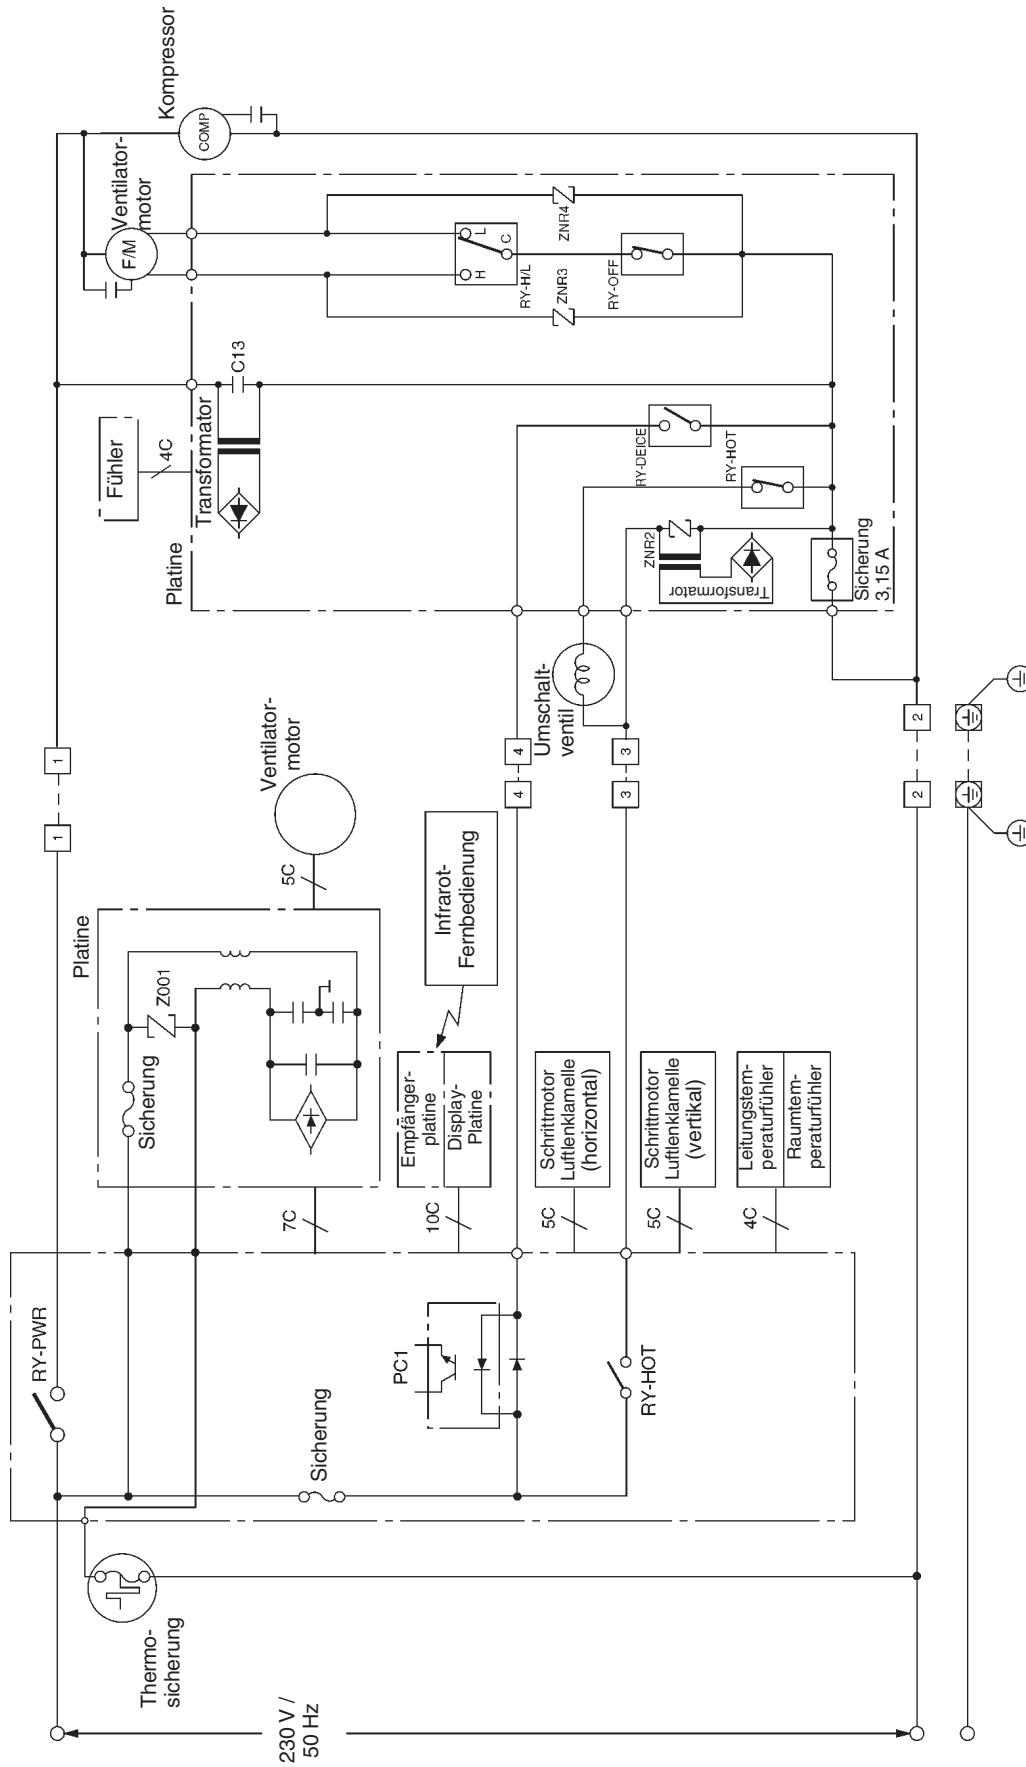 230 V /
50 Hz
Thermo-
sicherung
RY-PWR
Sicherung
PC1
RY-HOT
7C
10C
5C
5C
4C
Platine
Sicherung
Z001
5C
Ventilator-
motor
Empfänger-
platine
Display-
Platine
Infrarot-
Fernbedienung
Schrittmotor
Luftlenklamelle
(horizontal)
Schrittmotor
Luftlenklamelle
(vertikal)
Leitungstem-
peraturfühler
Raumtem-
peraturfühler
1
1
4
4
3
3
2
2
Umschalt-
ventil
Platine
Fühler
4C
Transformator
C13
ZNR2
Transformator
RY-DEICE
RY-HOT
Sicherung
3,15 A
F/M
Ventilator-
motor
COMP
Kompressor
H
L
C
RY-H/L
ZNR3
ZNR4
RY-OFF